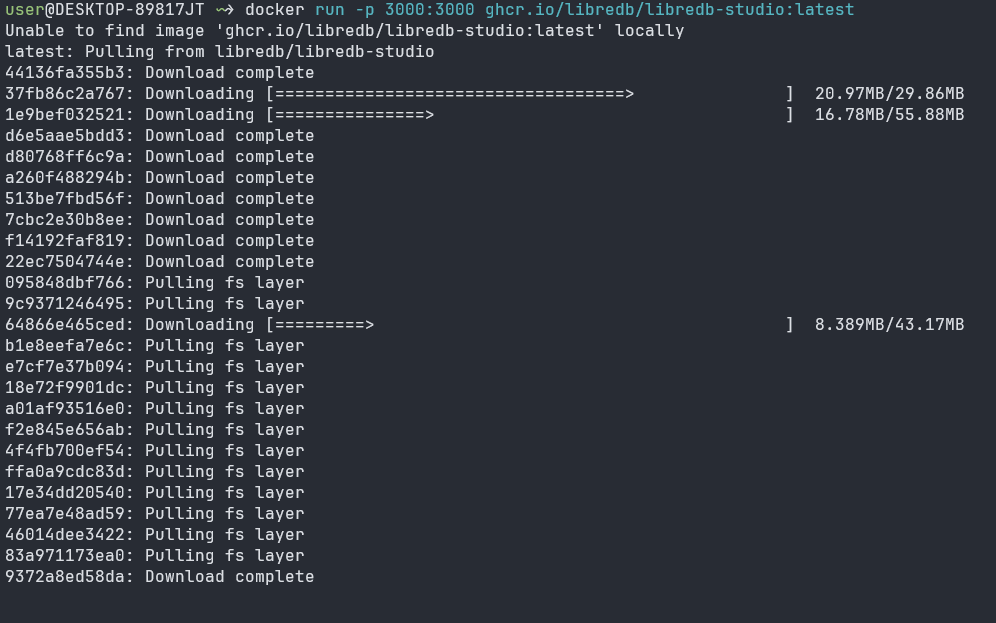 user@DESKTOP-89817JT ~> docker run -p 3000:3000 ghcr.io/libredb/libredb-studio:latest
Unable to find image 'ghcr.io/libredb/libredb-studio:latest' locally
latest: Pulling from libredb/libredb-studio
44136fa355b3: Download complete
37fb86c2a767: Downloading [===================================>               ]  20.97MB/29.86MB
1e9bef032521: Downloading [===============>                                   ]  16.78MB/55.88MB
d6e5aae5bdd3: Download complete
d80768ff6c9a: Download complete
a260f488294b: Download complete
513be7fbd56f: Download complete
7cbc2e30b8ee: Download complete
f14192faf819: Download complete
22ec7504744e: Download complete
095848dbf766: Pulling fs layer
9c9371246495: Pulling fs layer
64866e465ced: Downloading [=========>                                         ]  8.389MB/43.17MB
b1e8eefa7e6c: Pulling fs layer
e7cf7e37b094: Pulling fs layer
18e72f9901dc: Pulling fs layer
a01af93516e0: Pulling fs layer
f2e845e656ab: Pulling fs layer
4f4fb700ef54: Pulling fs layer
ffa0a9cdc83d: Pulling fs layer
17e34dd20540: Pulling fs layer
77ea7e48ad59: Pulling fs layer
46014dee3422: Pulling fs layer
83a971173ea0: Pulling fs layer
9372a8ed58da: Download complete